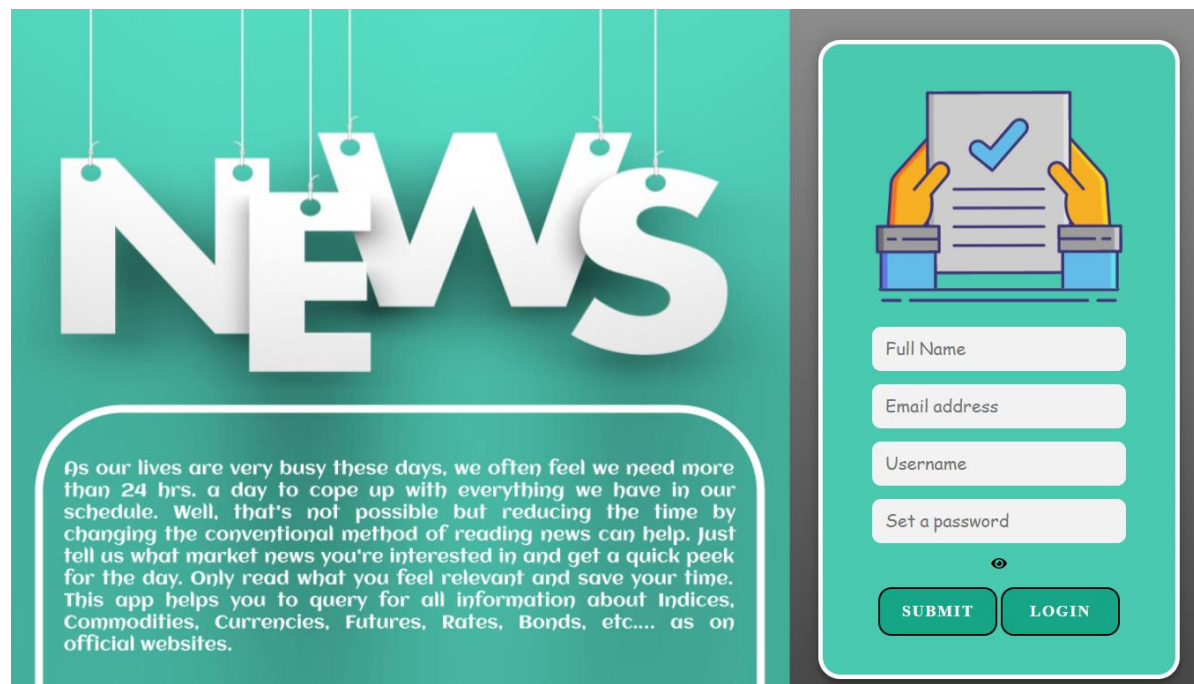 NEWS
As our lives are very busy these days, we often feel we need more
than 24 hrs. a day to cope up with everything we have in our
schedule. Well, that's not possible but reducing the time by
changing the conventional method of reading news can help. Just
tell us what market news you're interested in and get a quick peek
for the day. Only read what you feel relevant and save your time.
This app helps you to query for all information about Indices,
Commodities, Currencies, Futures, Rates, Bonds, etc.... as on
official websites.
Full Name
Email address
Username
Set a password
SUBMIT LOGIN